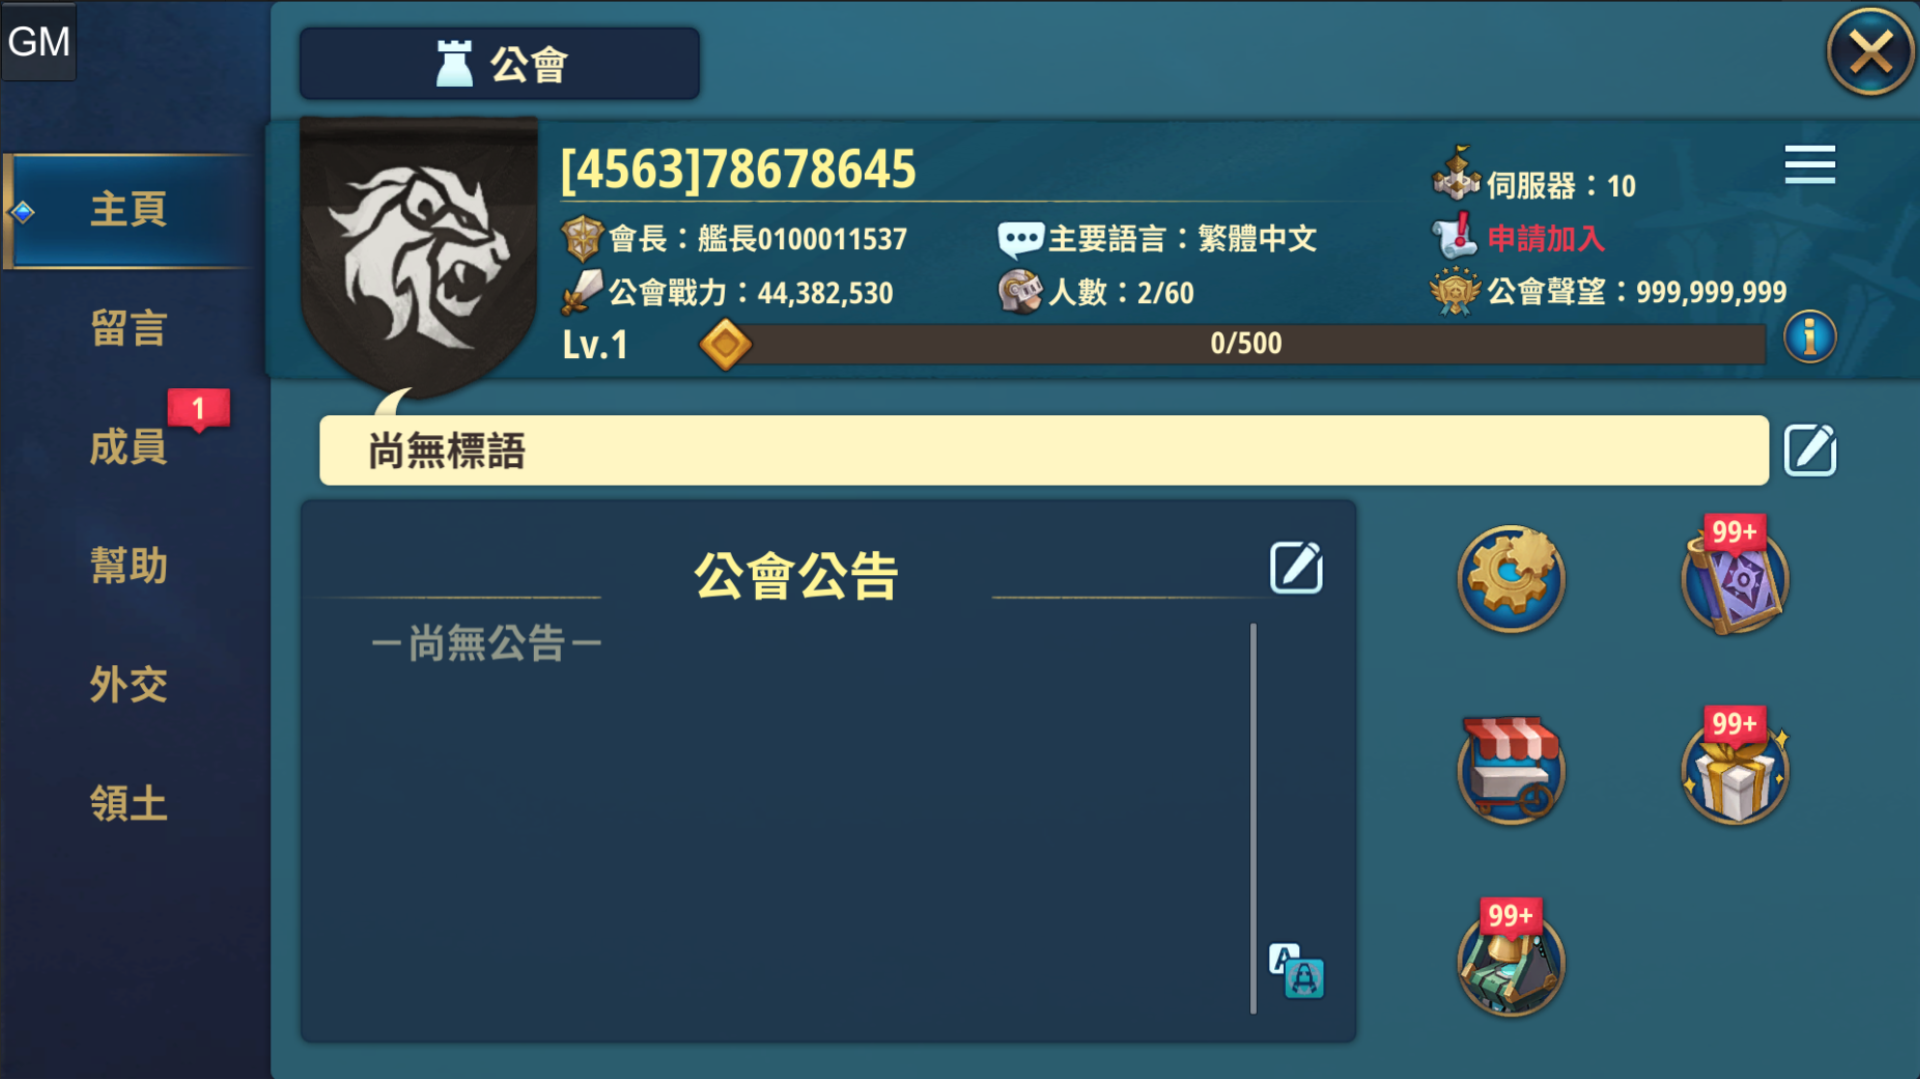 GM
公會
主頁
留言
成員
1
幫助
外交
領土
[4563]78678645
會長：艦長0100011537
主要語言：繁體中文
伺服器：10
申請加入
公會戰力：44,382,530
人數：2/60
公會聲望：999,999,999
Lv.1
0/500
尚無標語
公會公告
－尚無公告－
99+
99+
99+
A
A